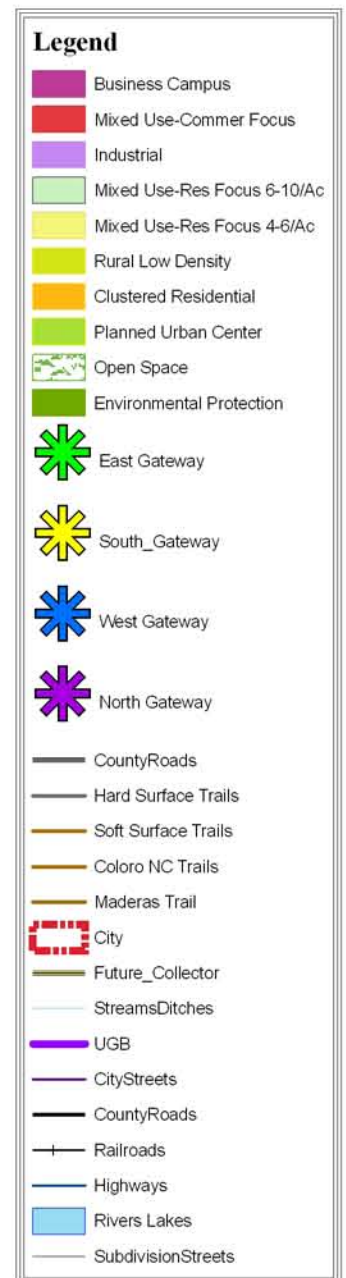 Legend
Business Campus
Mixed Use-Commer Focus
Industrial
Mixed Use-Res Focus 6-10/Ac
Mixed Use-Res Focus 4-6/Ac
Rural Low Density
Clustered Residential
Planned Urban Center
Open Space
Environmental Protection
East Gateway
South_Gateway
West Gateway
North Gateway
CountyRoads
Hard Surface Trails
Soft Surface Trails
Coloro NC Trails
Maderas Trail
City
Future_Collector
StreamsDitches
UGB
CityStreets
CountyRoads
Railroads
Highways
Rivers Lakes
SubdivisionStreets